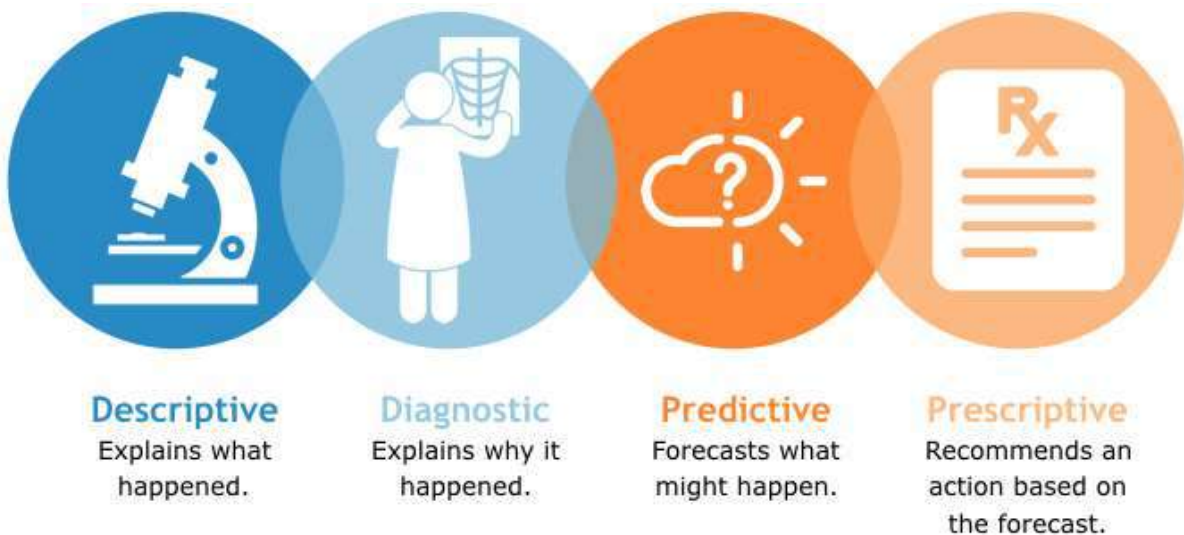 ?
Rx
Descriptive
Explains what
happened.
Diagnostic
Explains why it
happened.
Predictive
Forecasts what
might happen.
Prescriptive
Recommends an
action based on
the forecast.